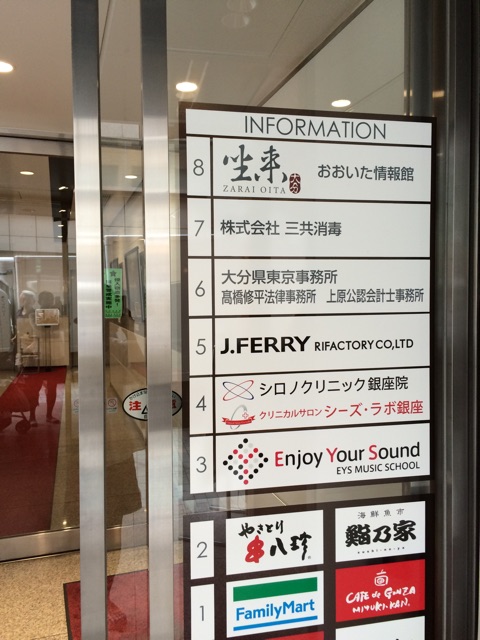 INFORMATION
8
坐来
大分
ZARAI OITA
おおいた情報館
7
株式会社 三共消毒
6
大分県東京事務所
髙橋修平法律事務所 上原公認会計士事務所
5
J.FERRY RIFACTORY CO,LTD
4
シロノクリニック 銀座院
クリニカルサロン シーズ・ラボ銀座
3
Enjoy Your Sound
EYS MUSIC SCHOOL
2
やきとり
串八珍
海鮮魚市
鮨乃家
1
FamilyMart
CAFE de GINZA
MIYUKI-KAN.
注